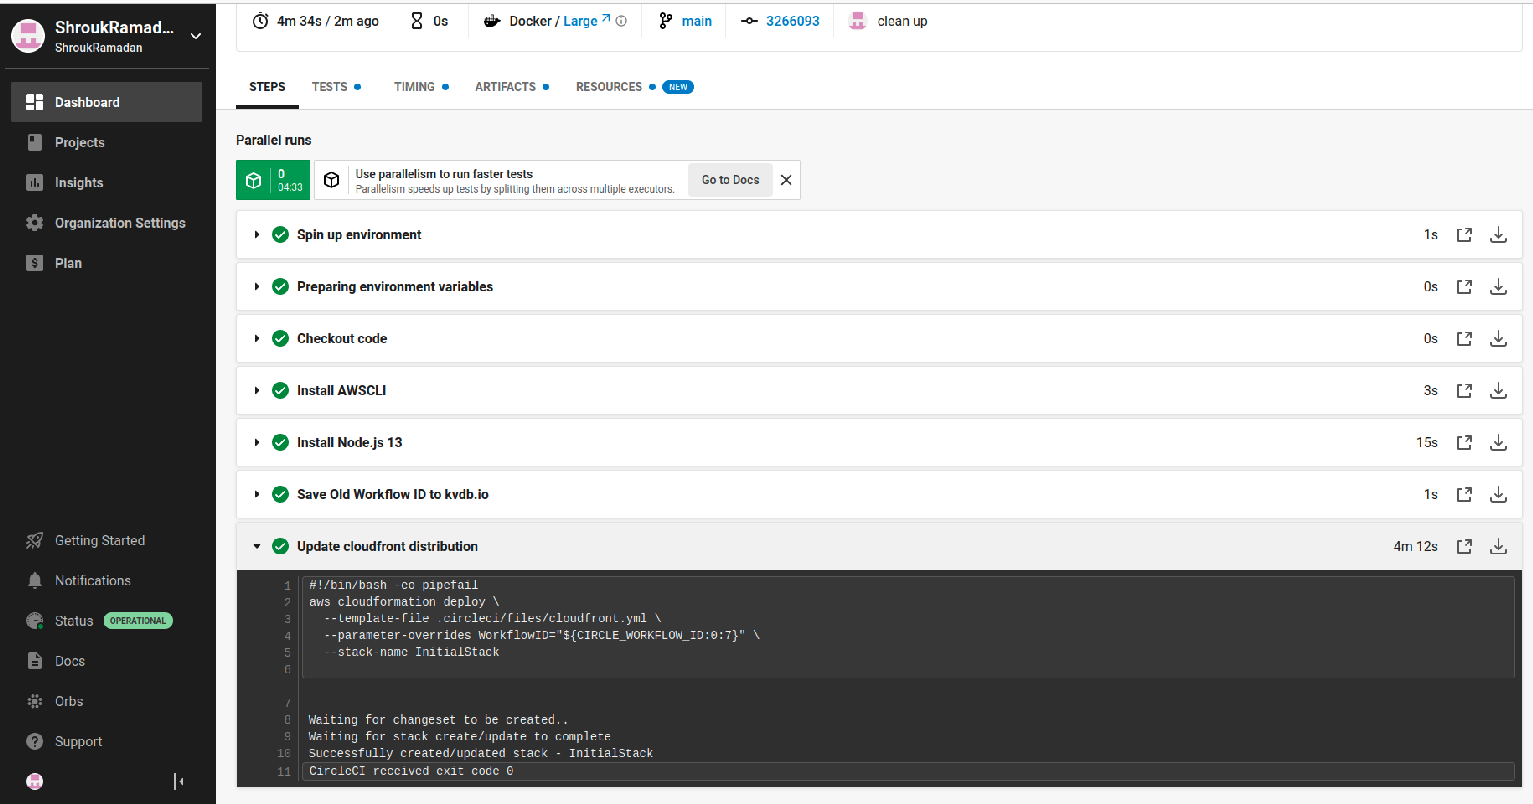 ShroukRamad...
ShroukRamadan
Dashboard
Projects
Insights
Organization Settings
Plan
Getting Started
Notifications
Status OPERATIONAL
Docs
Orbs
Support
4m 34s / 2m ago
0s
Docker / Large
main
3266093
clean up
STEPS
TESTS
TIMING
ARTIFACTS
RESOURCES NEW
Parallel runs
0
04:33
Use parallelism to run faster tests
Parallelism speeds up tests by splitting them across multiple executors.
Go to Docs
Spin up environment 1s
Preparing environment variables 0s
Checkout code 0s
Install AWSCLI 3s
Install Node.js 13 15s
Save Old Workflow ID to kvdb.io 1s
Update cloudfront distribution 4m 12s
1 #!/bin/bash -eo pipefail
2 aws cloudformation deploy \
3 --template-file .circleci/files/cloudfront.yml \
4 --parameter-overrides WorkflowID="${CIRCLE_WORKFLOW_ID:0:7}" \
5 --stack-name InitialStack
6
7
8 Waiting for changeset to be created..
9 Waiting for stack create/update to complete
10 Successfully created/updated stack - InitialStack
11 CircleCI received exit code 0